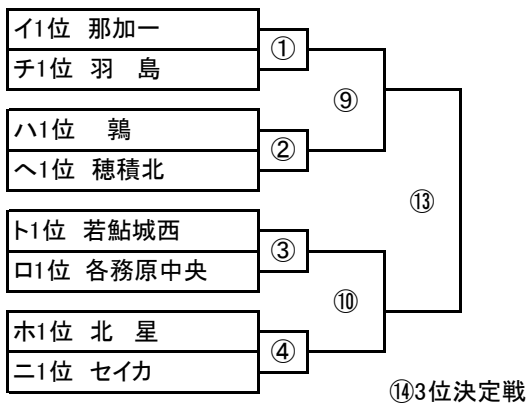 イ1位 那加一
チ1位 羽　島
①
⑨
ハ1位 鶉
ヘ1位 穂積北
②
⑬
ト1位 若鮎城西
ロ1位 各務原中央
③
⑩
ホ1位 北　星
ニ1位 セイカ
④
⑭3位決定戦